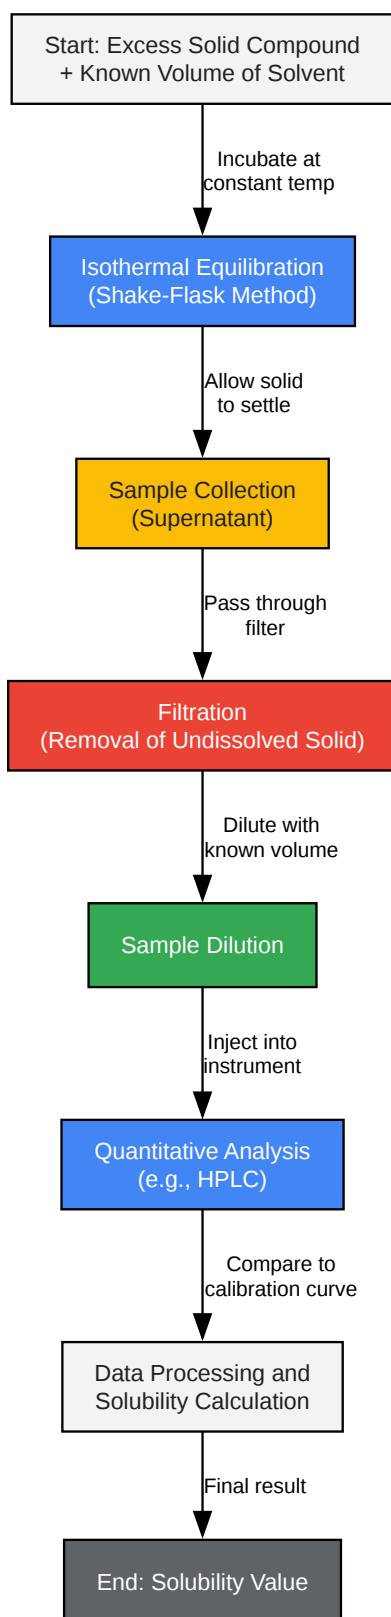 Start: Excess Solid Compound
+ Known Volume of Solvent
Incubate at
constant temp
Isothermal Equilibration
(Shake-Flask Method)
Allow solid
to settle
Sample Collection
(Supernatant)
Pass through
filter
Filtration
(Removal of Undissolved Solid)
Dilute with
known volume
Sample Dilution
Inject into
instrument
Quantitative Analysis
(e.g., HPLC)
Compare to
calibration curve
Data Processing and
Solubility Calculation
Final result
End: Solubility Value